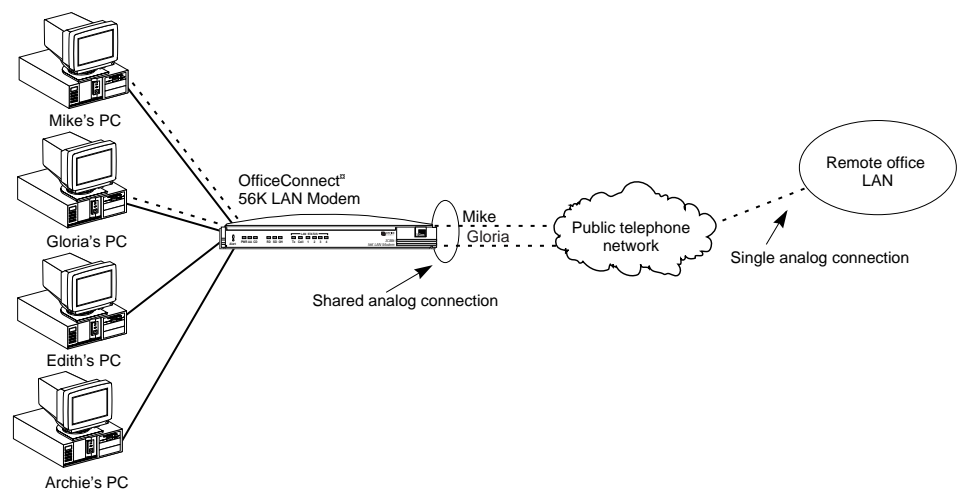 Mike's PC
Gloria's PC
Edith's PC
Archie's PC
OfficeConnect¤
56K LAN Modem
Mike
Gloria
Shared analog connection
Public telephone
network
Single analog connection
Remote office
LAN